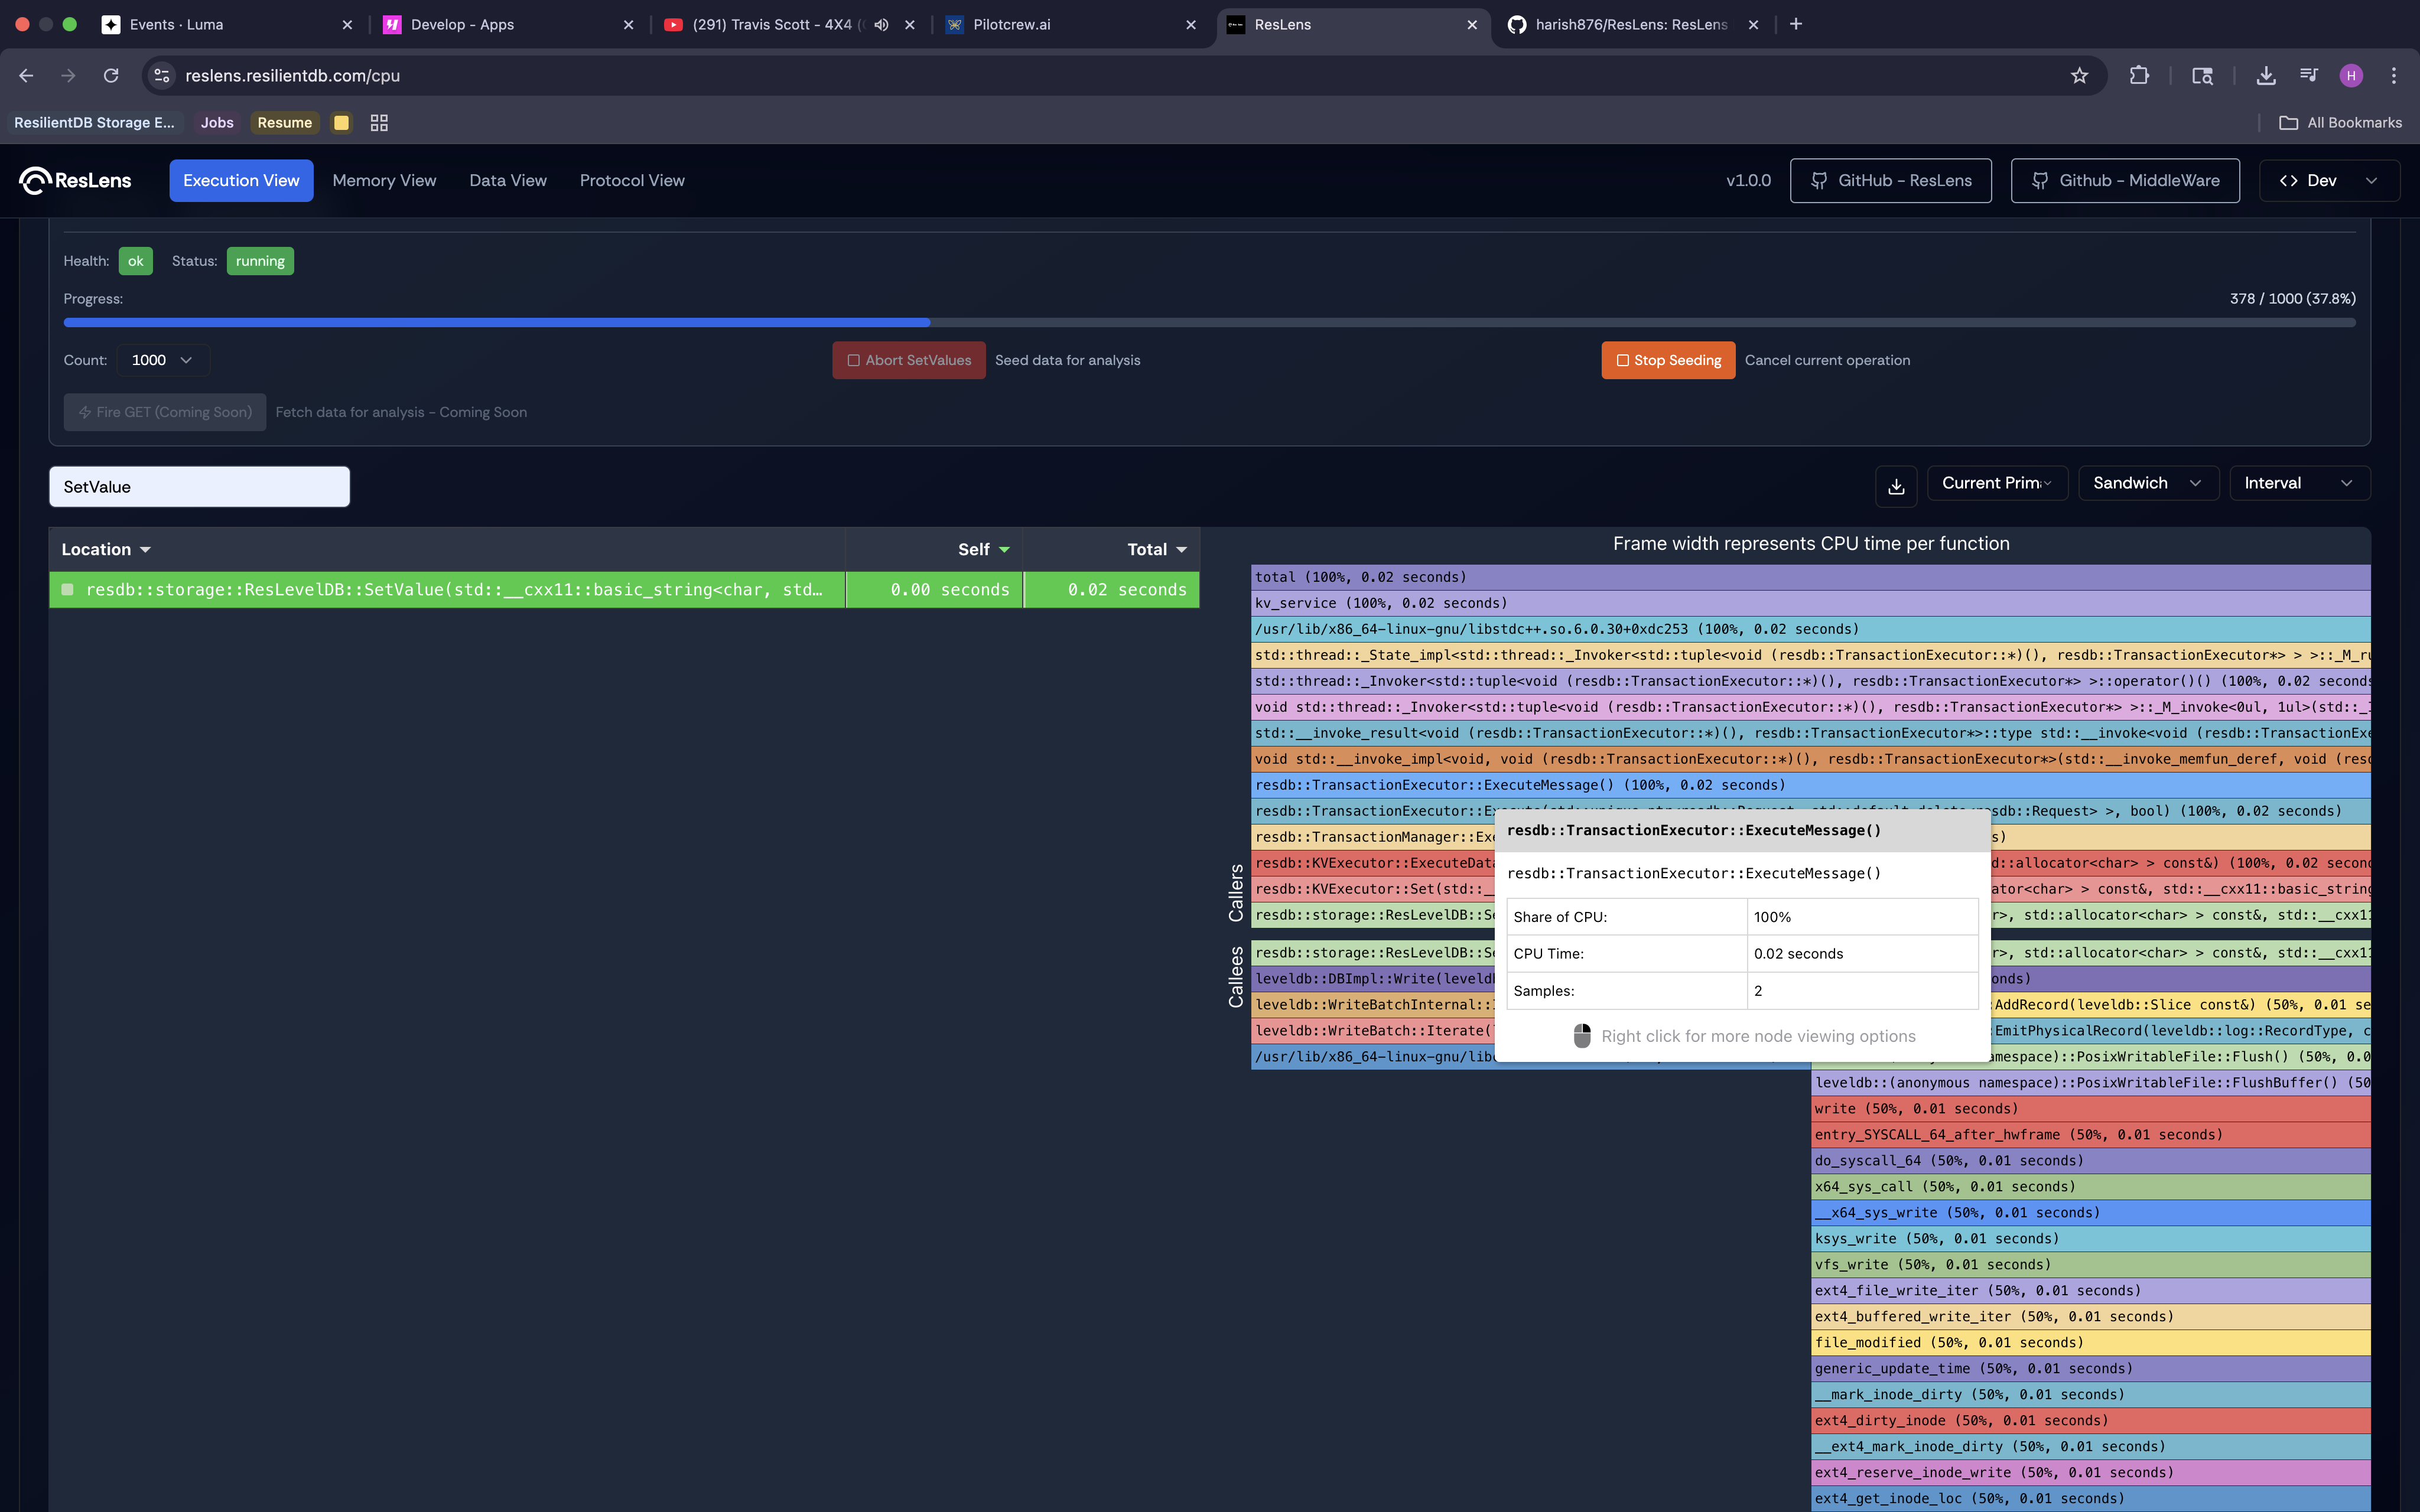 Events · Luma
Develop - Apps
(291) Travis Scott - 4X4
Pilotcrew.ai
ResLens
harish876/ResLens: ResLens
reslens.resilientdb.com/cpu
H
ResilientDB Storage E...
Jobs
Resume
All Bookmarks
ResLens
Execution View
Memory View
Data View
Protocol View
v1.0.0
GitHub - ResLens
Github - MiddleWare
<> Dev
Health: ok Status: running
Progress:
378 / 1000 (37.8%)
Count: 1000
Abort SetValues Seed data for analysis
Stop Seeding Cancel current operation
Fire GET (Coming Soon) Fetch data for analysis - Coming Soon
SetValue
Current Prim
Sandwich
Interval
Location Self Total
resdb::storage::ResLevelDB::SetValue(std::__cxx11::basic_string<char, std… 0.00 seconds 0.02 seconds
Frame width represents CPU time per function
total (100%, 0.02 seconds)
kv_service (100%, 0.02 seconds)
/usr/lib/x86_64-linux-gnu/libstdc++.so.6.0.30+0xdc253 (100%, 0.02 seconds)
std::thread::_State_impl<std::thread::_Invoker<std::tuple<void (resdb::TransactionExecutor::*)(), resdb::TransactionExecutor*> > >::_M_ru
std::thread::_Invoker<std::tuple<void (resdb::TransactionExecutor::*)(), resdb::TransactionExecutor*> >::operator()() (100%, 0.02 seconds
void std::thread::_Invoker<std::tuple<void (resdb::TransactionExecutor::*)(), resdb::TransactionExecutor*> >::_M_invoke<0ul, 1ul>(std::_I
std::__invoke_result<void (resdb::TransactionExecutor::*)(), resdb::TransactionExecutor*>::type std::__invoke<void (resdb::TransactionExe
void std::__invoke_impl<void, void (resdb::TransactionExecutor::*)(), resdb::TransactionExecutor*>(std::__invoke_memfun_deref, void (resd
resdb::TransactionExecutor::ExecuteMessage() (100%, 0.02 seconds)
resdb::TransactionExecutor::Execute(std::unique_ptr<resdb::Request, std::default_delete<resdb::Request> >, bool) (100%, 0.02 seconds)
resdb::TransactionManager::Exe s)
resdb::KVExecutor::ExecuteData d::allocator<char> > const&) (100%, 0.02 second
resdb::KVExecutor::Set(std::__ ator<char> > const&, std::__cxx11::basic_string
resdb::storage::ResLevelDB::Se r>, std::allocator<char> > const&, std::__cxx11
Callers
resdb::TransactionExecutor::ExecuteMessage()
resdb::TransactionExecutor::ExecuteMessage()
Share of CPU: 100%
CPU Time: 0.02 seconds
Samples: 2
Right click for more node viewing options
Callees
resdb::storage::ResLevelDB::Se r>, std::allocator<char> > const&, std::__cxx11
leveldb::DBImpl::Write(leveldb onds)
leveldb::WriteBatchInternal:: AddRecord(leveldb::Slice const&) (50%, 0.01 se
leveldb::WriteBatch::Iterate( EmitPhysicalRecord(leveldb::log::RecordType, c
/usr/lib/x86_64-linux-gnu/libc amespace)::PosixWritableFile::Flush() (50%, 0.0
leveldb::(anonymous namespace)::PosixWritableFile::FlushBuffer() (50
write (50%, 0.01 seconds)
entry_SYSCALL_64_after_hwframe (50%, 0.01 seconds)
do_syscall_64 (50%, 0.01 seconds)
x64_sys_call (50%, 0.01 seconds)
__x64_sys_write (50%, 0.01 seconds)
ksys_write (50%, 0.01 seconds)
vfs_write (50%, 0.01 seconds)
ext4_file_write_iter (50%, 0.01 seconds)
ext4_buffered_write_iter (50%, 0.01 seconds)
file_modified (50%, 0.01 seconds)
generic_update_time (50%, 0.01 seconds)
__mark_inode_dirty (50%, 0.01 seconds)
ext4_dirty_inode (50%, 0.01 seconds)
__ext4_mark_inode_dirty (50%, 0.01 seconds)
ext4_reserve_inode_write (50%, 0.01 seconds)
ext4_get_inode_loc (50%, 0.01 seconds)